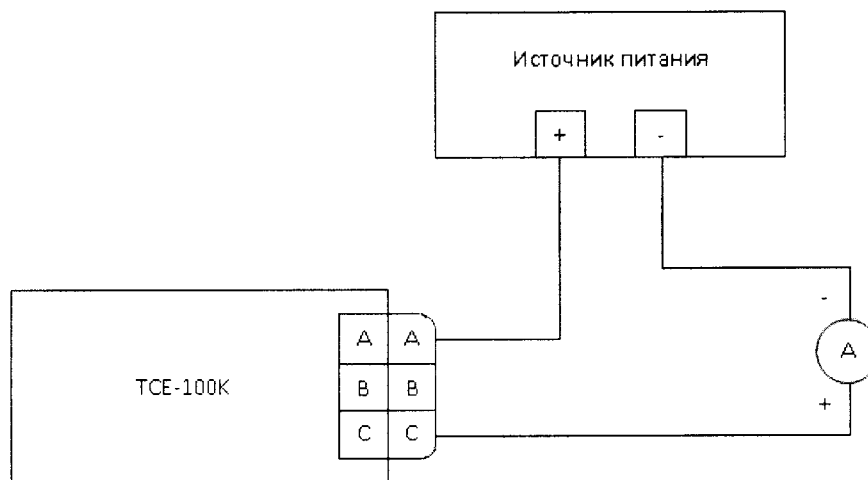 Источник питания
+ -
-
A A A
TCE-100K B B
+
C C